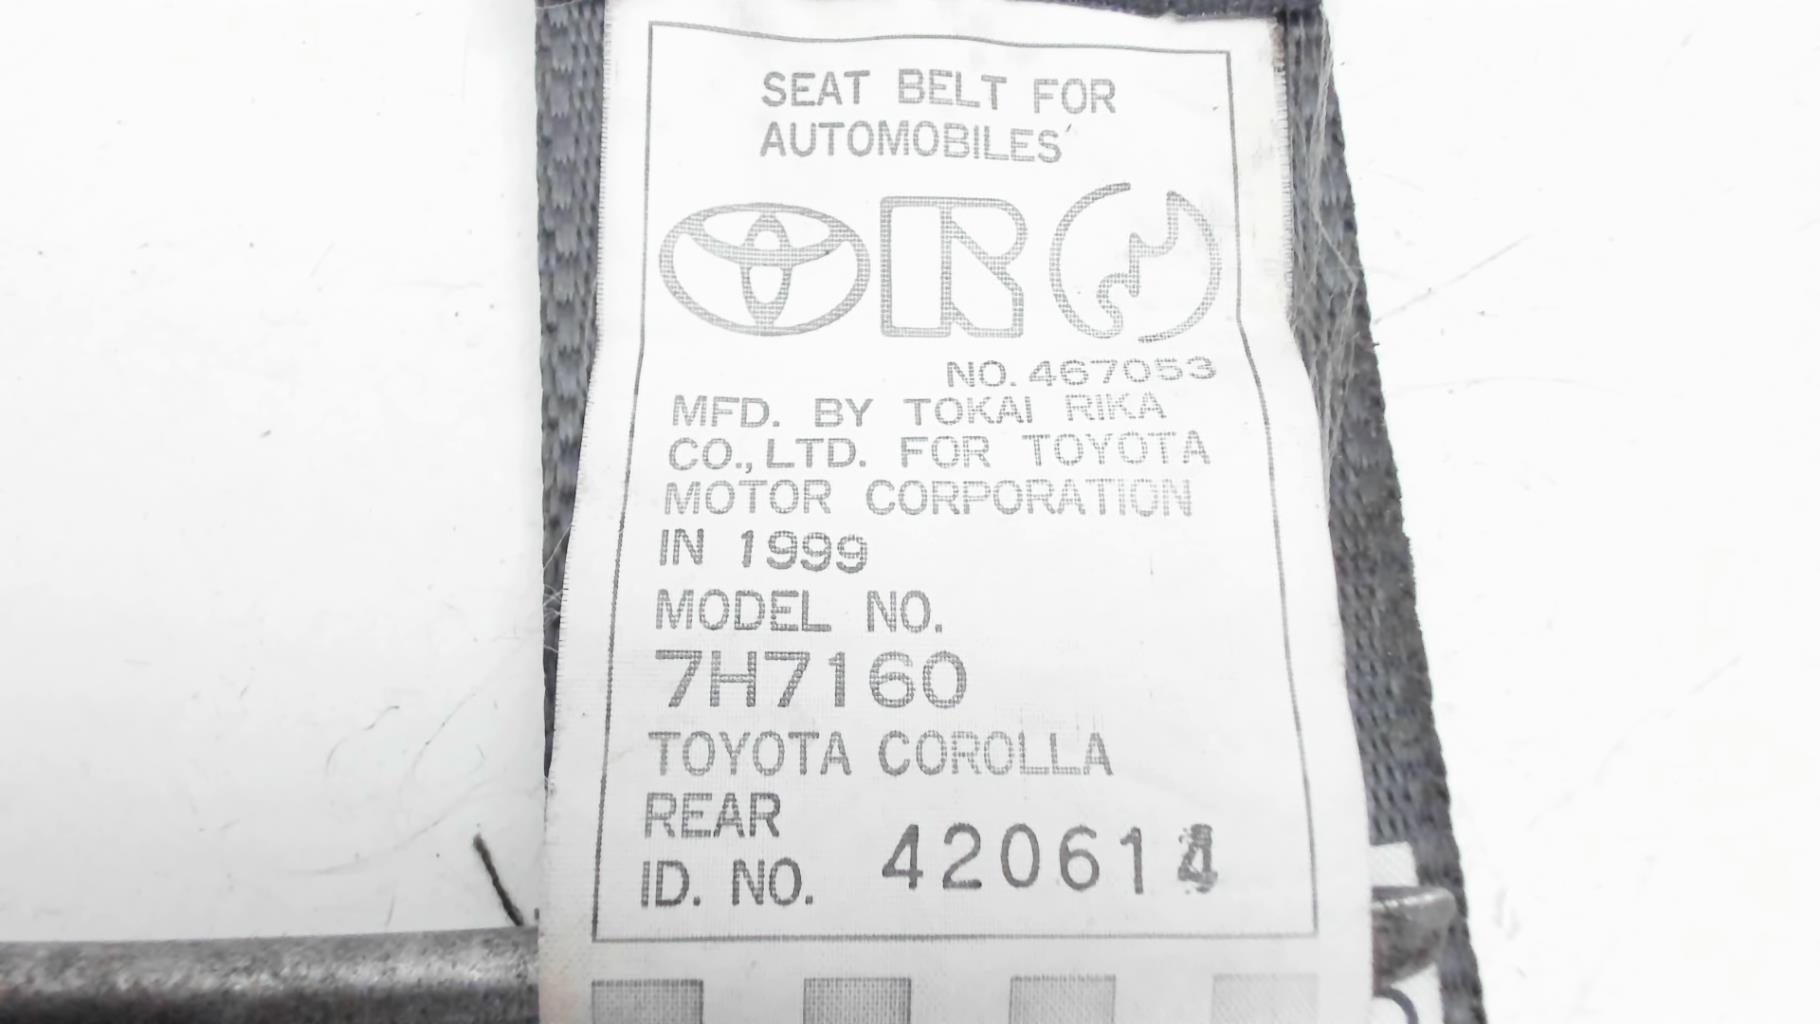 SEAT BELT FOR
AUTOMOBILES
NO. 467053
MFD. BY TOKAI RIKA
CO., LTD. FOR TOYOTA
MOTOR CORPORATION
IN 1999
MODEL NO.
7H7160
TOYOTA COROLLA
REAR
ID. NO. 420614